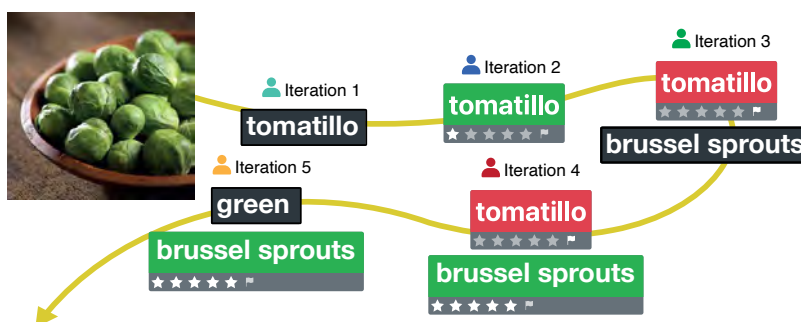 Iteration 1
tomatillo
Iteration 2
tomatillo
Iteration 3
tomatillo
brussel sprouts
Iteration 4
tomatillo
brussel sprouts
Iteration 5
green
brussel sprouts